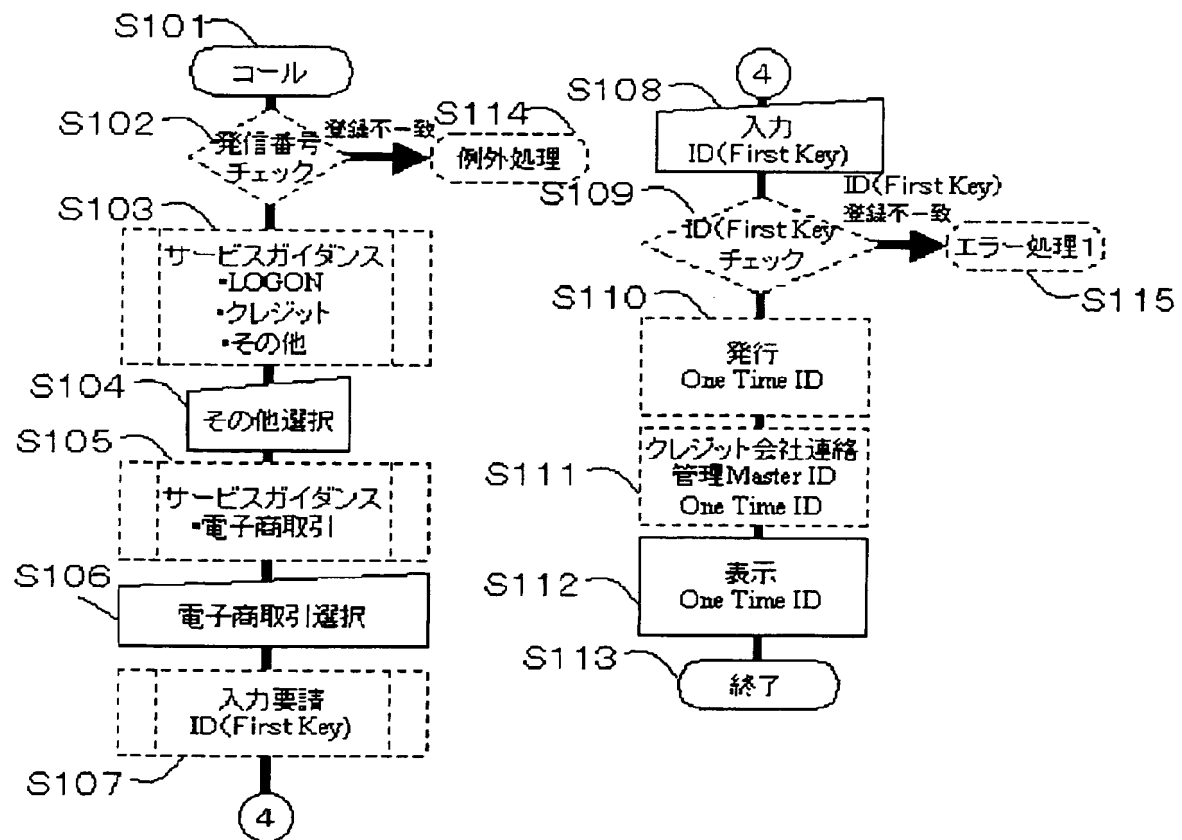 S101
コール
S102
発信番号
チェック
登録不一致
S114
例外処理
S103
サービスガイダンス
▪LOGON
▪クレジット
▪その他
S104
その他選択
S105
サービスガイダンス
▪電子商取引
S106
電子商取引選択
入力要請
ID(First Key)
S107
4
4
S108
入力
ID(First Key)
S109
ID(First Key
チェック
ID(First Key)
登録不一致
エラー処理1
S115
S110
発行
One Time ID
S111
クレジット会社連絡
管理Master ID
One Time ID
S112
表示
One Time ID
S113
終了